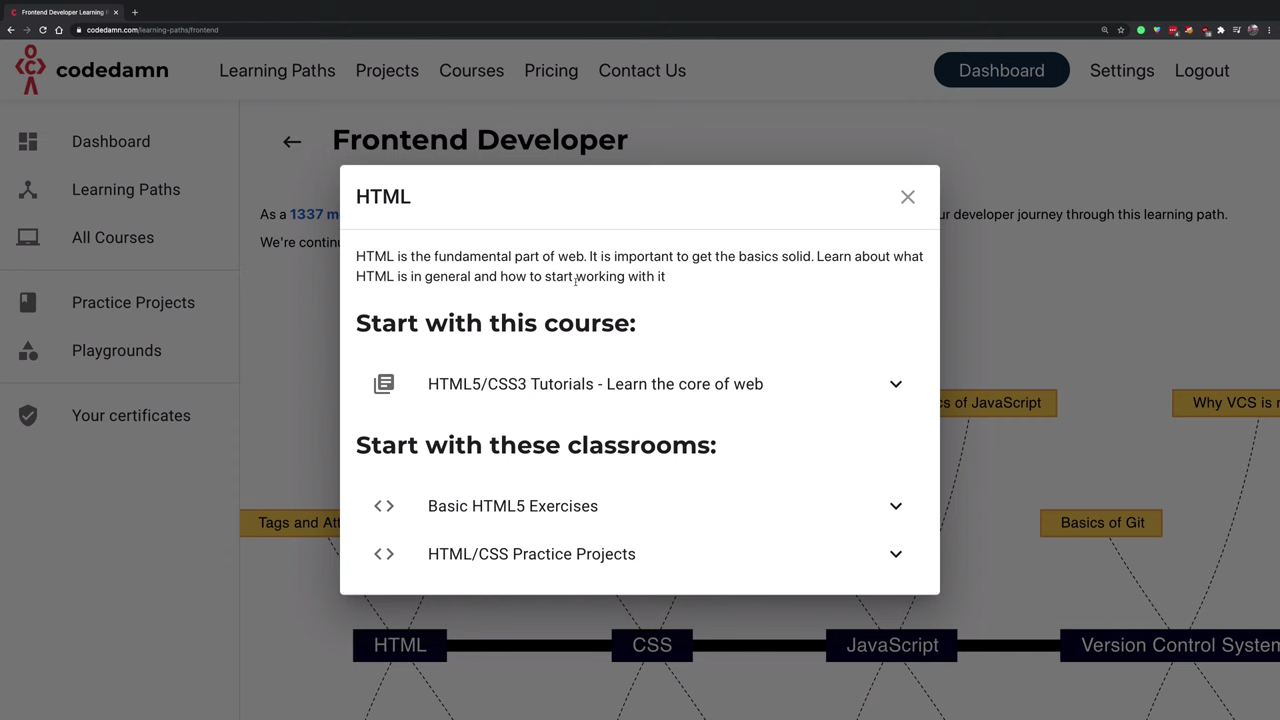 Frontend Developer Learning
codedamn.com/learning-paths/frontend
codedamn
Learning Paths
Projects
Courses
Pricing
Contact Us
Dashboard
Settings
Logout
Dashboard
Learning Paths
All Courses
Practice Projects
Playgrounds
Your certificates
Frontend Developer
As a 1337 m
ur developer journey through this learning path.
We're continu
HTML
HTML is the fundamental part of web. It is important to get the basics solid. Learn about what
HTML is in general and how to start working with it
Start with this course:
HTML5/CSS3 Tutorials - Learn the core of web
Start with these classrooms:
Basic HTML5 Exercises
HTML/CSS Practice Projects
cs of JavaScript
Why VCS is
Tags and Att
Basics of Git
HTML
CSS
JavaScript
Version Control System